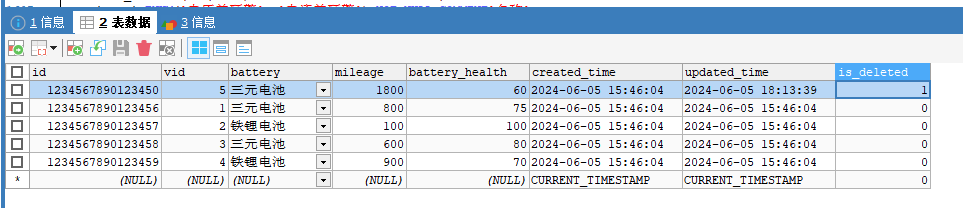 1 信息 2 表数据 3 信息
id vid battery mileage battery_health created_time updated_time is_deleted
1234567890123450 5 三元电池 1800 60 2024-06-05 15:46:04 2024-06-05 18:13:39 1
1234567890123456 1 三元电池 800 75 2024-06-05 15:46:04 2024-06-05 15:46:04 0
1234567890123457 2 铁锂电池 100 100 2024-06-05 15:46:04 2024-06-05 15:46:04 0
1234567890123458 3 三元电池 600 80 2024-06-05 15:46:04 2024-06-05 15:46:04 0
1234567890123459 4 铁锂电池 900 70 2024-06-05 15:46:04 2024-06-05 15:46:04 0
* (NULL) (NULL) (NULL) (NULL) (NULL) CURRENT_TIMESTAMP CURRENT_TIMESTAMP 0